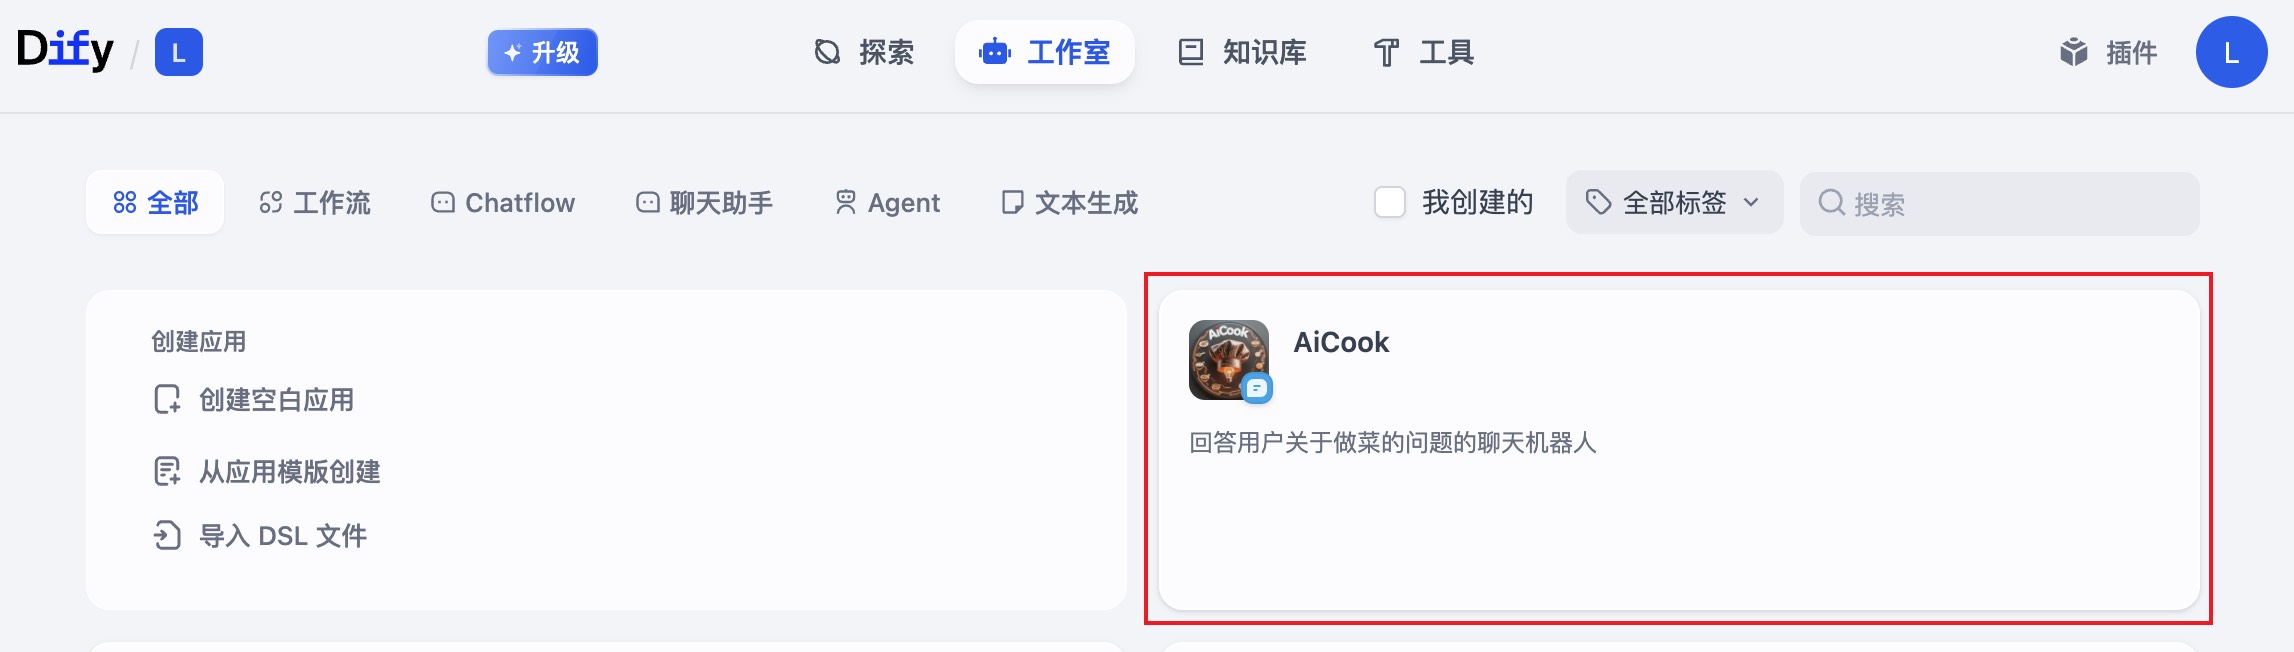 Dify / L 升级 探索 工作室 知识库 工具 插件 L
全部 工作流 Chatflow 聊天助手 Agent 文本生成 我创建的 全部标签 搜索
创建应用
创建空白应用
从应用模版创建
导入 DSL 文件
AiCook
AiCook
回答用户关于做菜的问题的聊天机器人